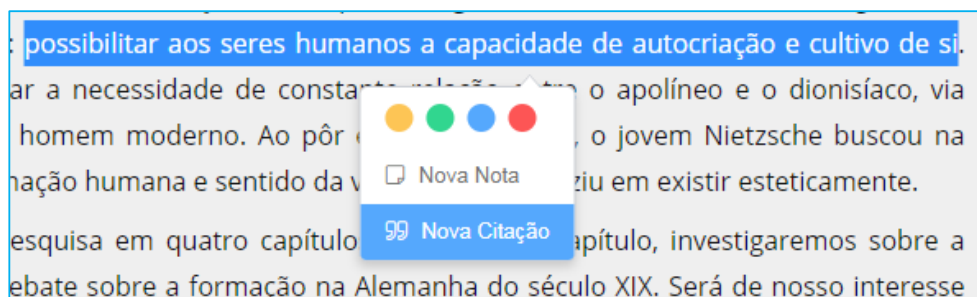 : possibilitar aos seres humanos a capacidade de autocriação e cultivo de si.
ar a necessidade de constante relação entre o apolíneo e o dionisíaco, via
homem moderno. Ao pôr o jovem Nietzsche buscou na
nação humana e sentido da v ziu em existir esteticamente.
Nova Nota
Nova Citação
esquisa em quatro capítulo apítulo, investigaremos sobre a
ebate sobre a formação na Alemanha do século XIX. Será de nosso interesse